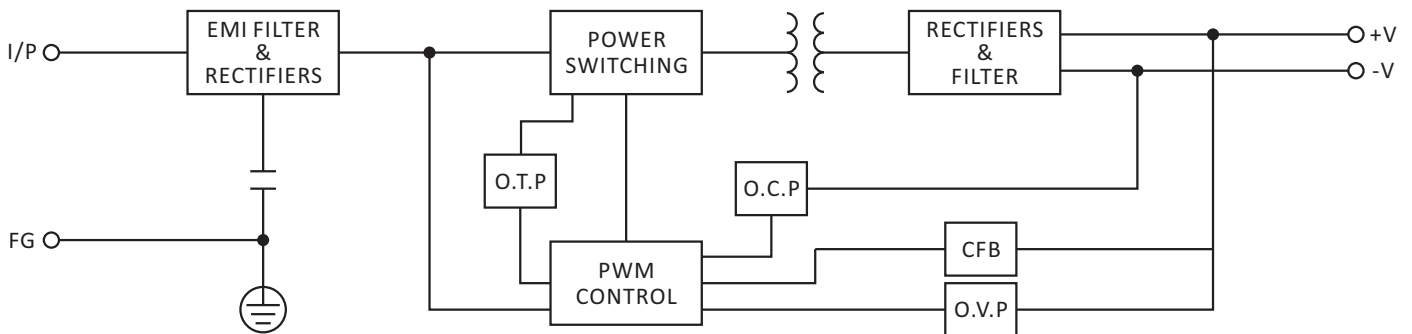 I/P
EMI FILTER
&
RECTIFIERS
POWER
SWITCHING
RECTIFIERS
&
FILTER
+V
-V
O.T.P
O.C.P
FG
PWM
CONTROL
CFB
O.V.P